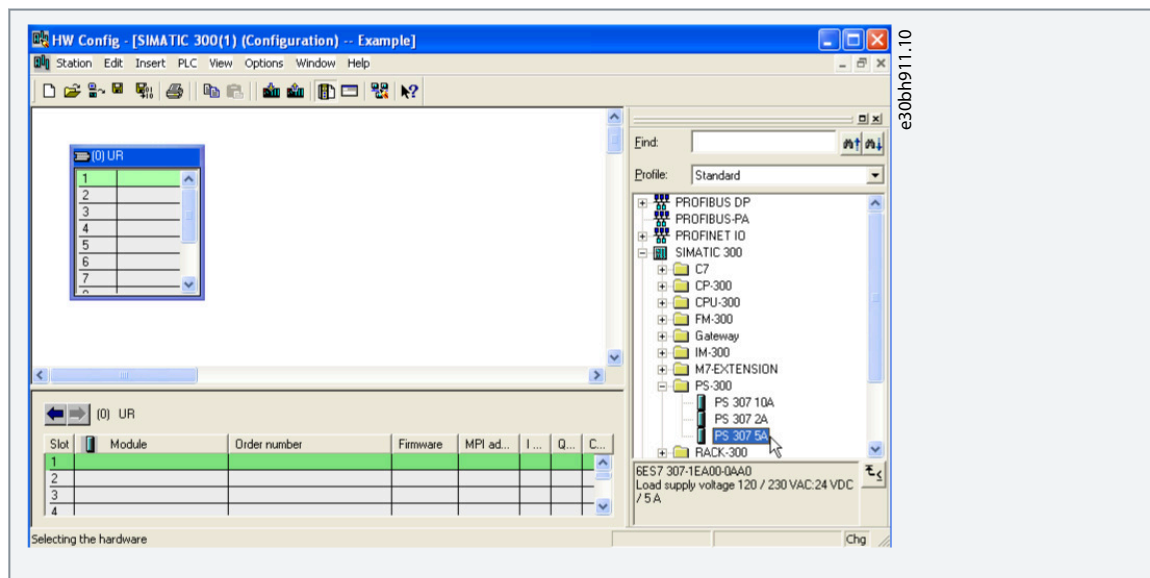 HW Config - [SIMATIC 300(1) (Configuration) -- Example]
Station Edit Insert PLC View Options Window Help
(0) UR
1
2
3
4
5
6
7
Find:
Profile: Standard
PROFIBUS DP
PROFIBUS-PA
PROFINET IO
SIMATIC 300
C7
CP-300
CPU-300
FM-300
Gateway
IM-300
M7-EXTENSION
PS-300
PS 307 10A
PS 307 2A
PS 307 5A
RACK-300
6ES7 307-1EA00-0AA0
Load supply voltage 120 / 230 VAC:24 VDC
/ 5 A
(0) UR
Slot Module Order number Firmware MPI ad... I ... Q... C...
1
2
3
4
Selecting the hardware Chg
e30bh911.10